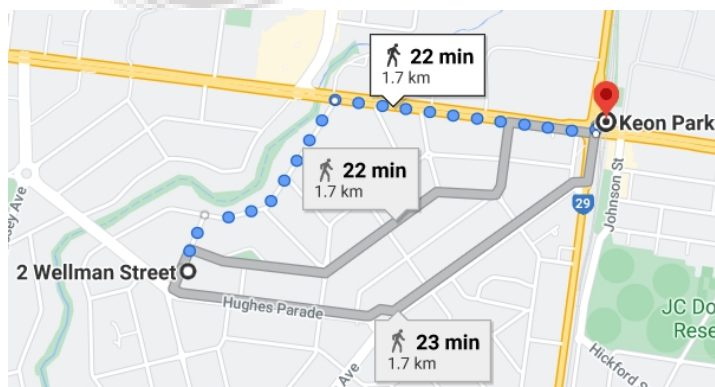 22 min
1.7 km
Keon Park
22 min
1.7 km
29
Johnson St
2 Wellman Street
Hughes Parade
23 min
1.7 km
JC Do
Rese
Hickford S
Ave